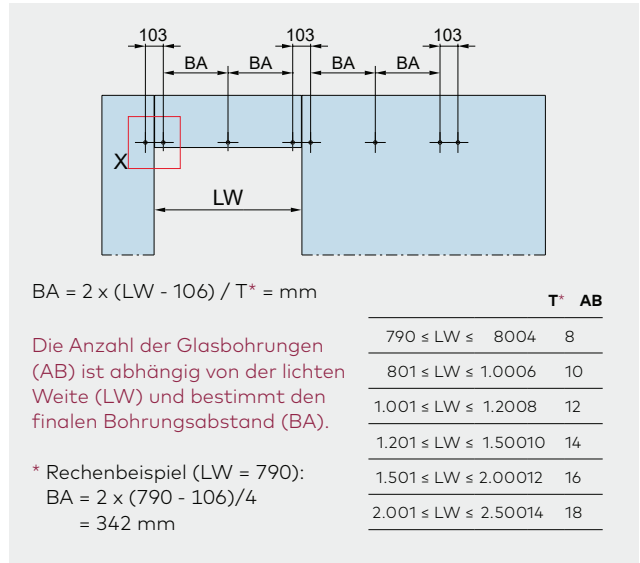 103 103 103
BA BA BA BA
X
LW
BA = 2 x (LW - 106) / T* = mm
Die Anzahl der Glasbohrungen
(AB) ist abhängig von der lichten
Weite (LW) und bestimmt den
finalen Bohrungsabstand (BA).
* Rechenbeispiel (LW = 790):
BA = 2 x (790 - 106)/4
= 342 mm
T* AB
790 ≤ LW ≤ 8004 8
801 ≤ LW ≤ 1.0006 10
1.001 ≤ LW ≤ 1.2008 12
1.201 ≤ LW ≤ 1.50010 14
1.501 ≤ LW ≤ 2.00012 16
2.001 ≤ LW ≤ 2.50014 18